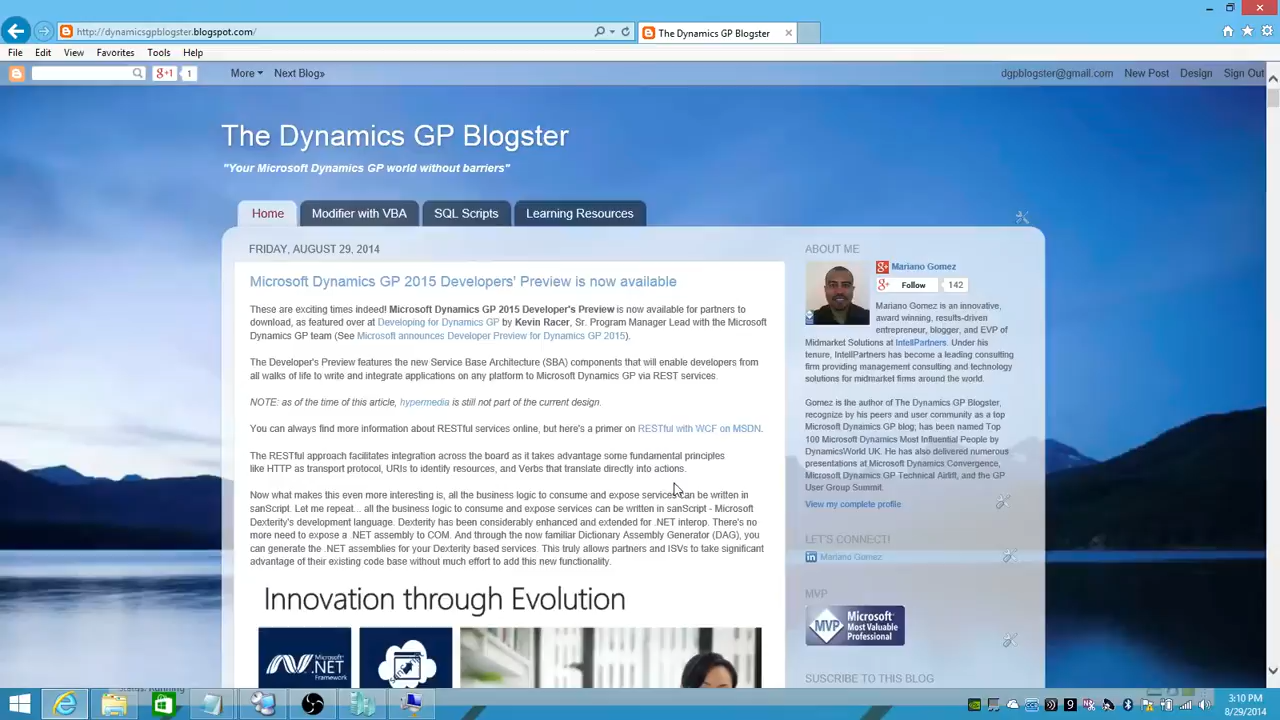 http://dynamicsgpblogster.blogspot.com/
The Dynamics GP Blogster
File Edit View Favorites Tools Help
g+1 1 More Next Blog» dgpblogster@gmail.com New Post Design Sign Out
The Dynamics GP Blogster
"Your Microsoft Dynamics GP world without barriers"
Home Modifier with VBA SQL Scripts Learning Resources
FRIDAY, AUGUST 29, 2014
Microsoft Dynamics GP 2015 Developers' Preview is now available
These are exciting times indeed! Microsoft Dynamics GP 2015 Developer's Preview is now available for partners to
download, as featured over at Developing for Dynamics GP by Kevin Racer, Sr. Program Manager Lead with the Microsoft
Dynamics GP team (See Microsoft announces Developer Preview for Dynamics GP 2015).
The Developer's Preview features the new Service Base Architecture (SBA) components that will enable developers from
all walks of life to write and integrate applications on any platform to Microsoft Dynamics GP via REST services.
NOTE: as of the time of this article, hypermedia is still not part of the current design.
You can always find more information about RESTful services online, but here's a primer on RESTful with WCF on MSDN.
The RESTful approach facilitates integration across the board as it takes advantage some fundamental principles
like HTTP as transport protocol, URIs to identify resources, and Verbs that translate directly into actions.
Now what makes this even more interesting is, all the business logic to consume and expose services can be written in
sanScript. Let me repeat... all the business logic to consume and expose services can be written in sanScript - Microsoft
Dexterity's development language. Dexterity has been considerably enhanced and extended for .NET interop. There's no
more need to expose a .NET assembly to COM. And through the now familiar Dictionary Assembly Generator (DAG), you
can generate the .NET assemblies for your Dexterity based services. This truly allows partners and ISVs to take significant
advantage of their existing code base without much effort to add this new functionality.
Innovation through Evolution
Microsoft
.NET
Framework
ABOUT ME
Mariano Gomez
g+ Follow 142
Mariano Gomez is an innovative,
award winning, results-driven
entrepreneur, blogger, and EVP of
Midmarket Solutions at IntellPartners. Under his
tenure, IntellPartners has become a leading consulting
firm providing management consulting and technology
solutions for midmarket firms around the world.
Gomez is the author of The Dynamics GP Blogster,
recognize by his peers and user community as a top
Microsoft Dynamics GP blog; has been named Top
100 Microsoft Dynamics Most Influential People by
DynamicsWorld UK. He has also delivered numerous
presentations at Microsoft Dynamics Convergence,
Microsoft Dynamics GP Technical Airlift, and the GP
User Group Summit.
View my complete profile
LET'S CONNECT!
in Mariano Gomez
MVP
MVP Microsoft
Most Valuable
Professional
SUSCRIBE TO THIS BLOG
3:10 PM
8/29/2014